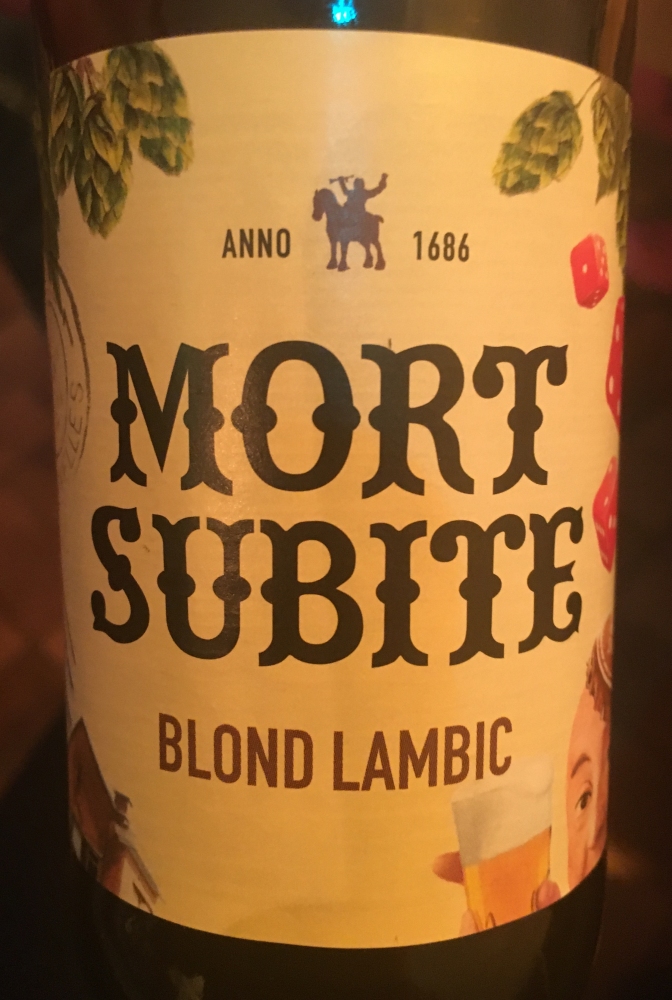 ANNO 1686
MORT
SUBITE
BLOND LAMBIC